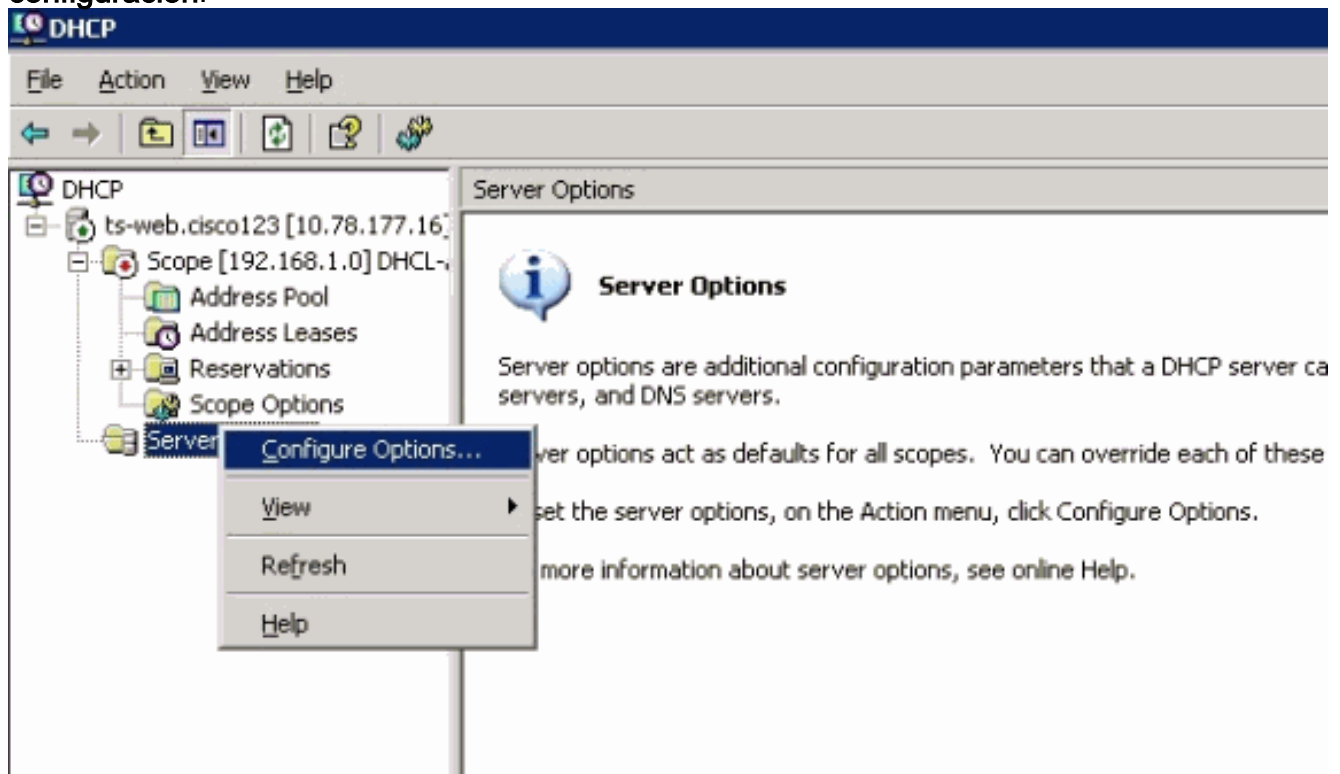 configuración.
DHCP
File Action View Help
DHCP
ts-web.cisco123 [10.78.177.16]
Scope [192.168.1.0] DHCL-
Address Pool
Address Leases
Reservations
Scope Options
Server
Configure Options...
View
Refresh
Help
Server Options
Server Options
Server options are additional configuration parameters that a DHCP server ca
servers, and DNS servers.
ver options act as defaults for all scopes. You can override each of these
set the server options, on the Action menu, click Configure Options.
more information about server options, see online Help.